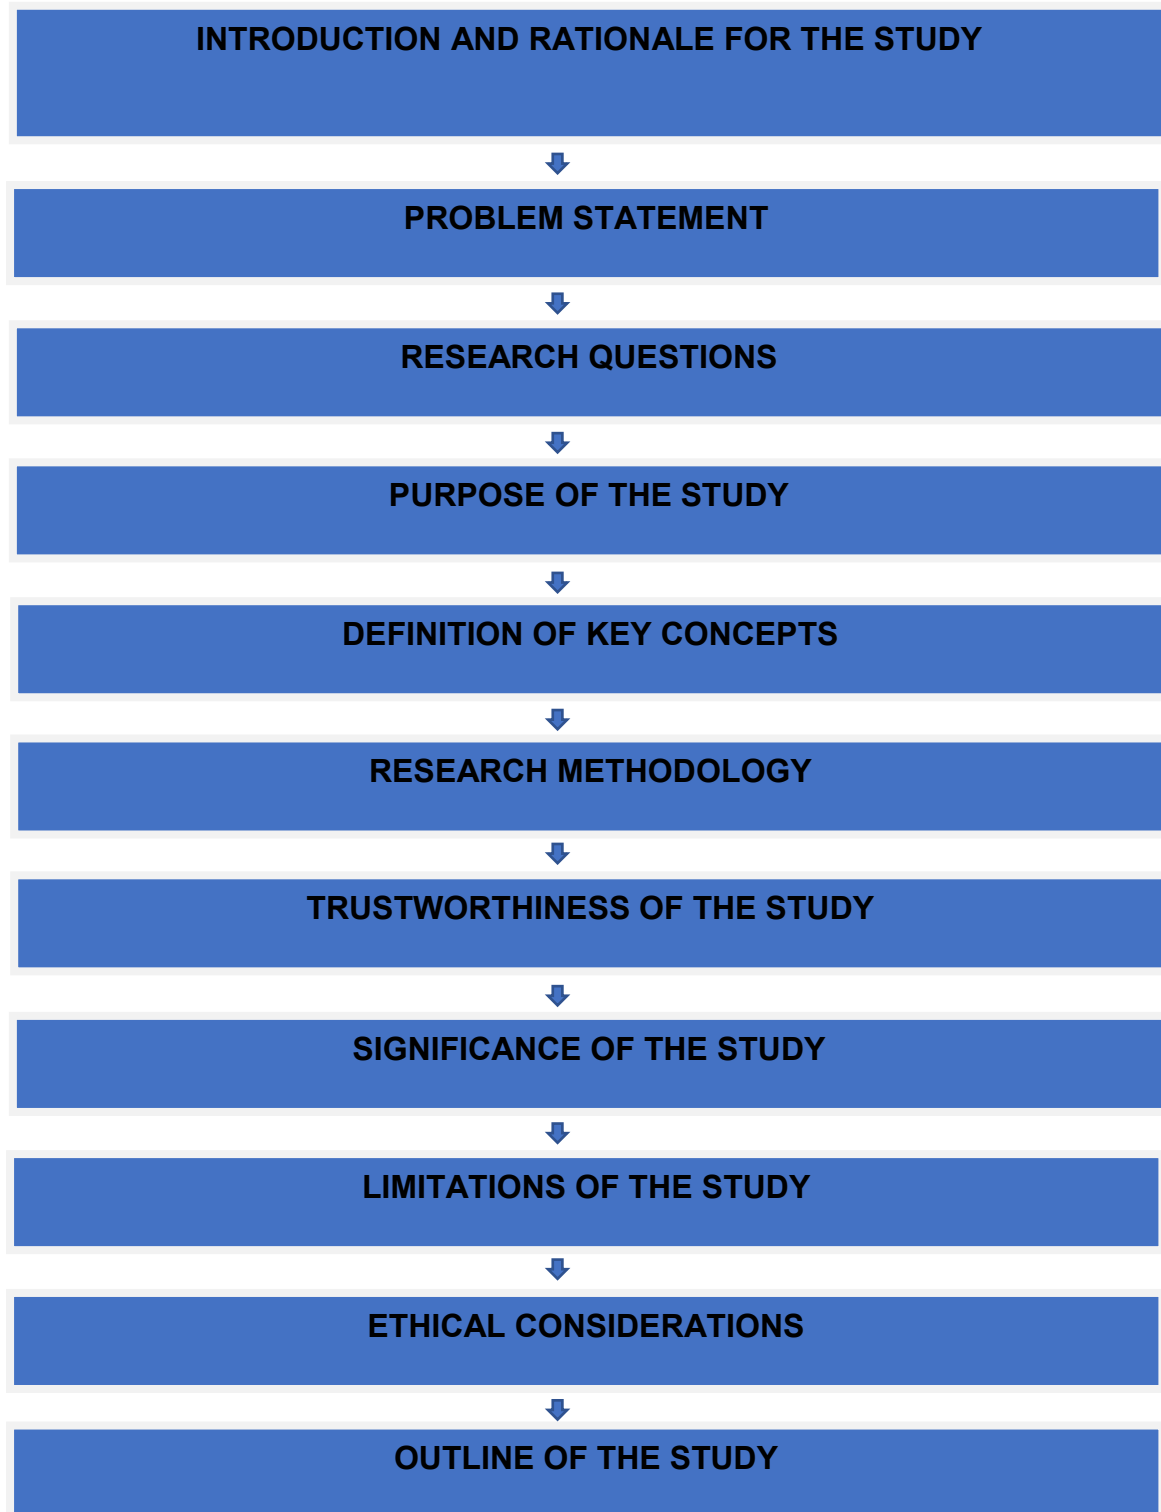 INTRODUCTION AND RATIONALE FOR THE STUDY
PROBLEM STATEMENT
RESEARCH QUESTIONS
PURPOSE OF THE STUDY
DEFINITION OF KEY CONCEPTS
RESEARCH METHODOLOGY
TRUSTWORTHINESS OF THE STUDY
SIGNIFICANCE OF THE STUDY
LIMITATIONS OF THE STUDY
ETHICAL CONSIDERATIONS
OUTLINE OF THE STUDY